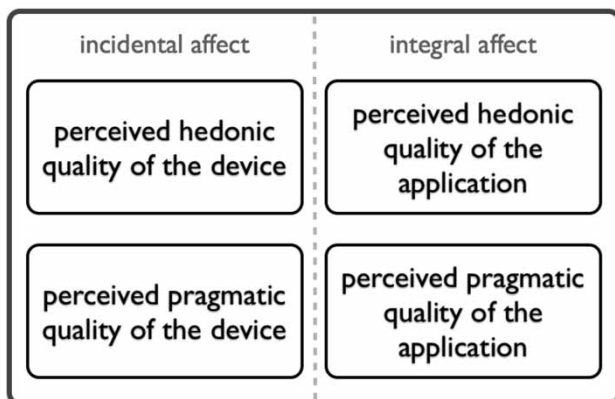 incidental affect
integral affect
perceived hedonic
quality of the device
perceived hedonic
quality of the
application
perceived pragmatic
quality of the device
perceived pragmatic
quality of the
application